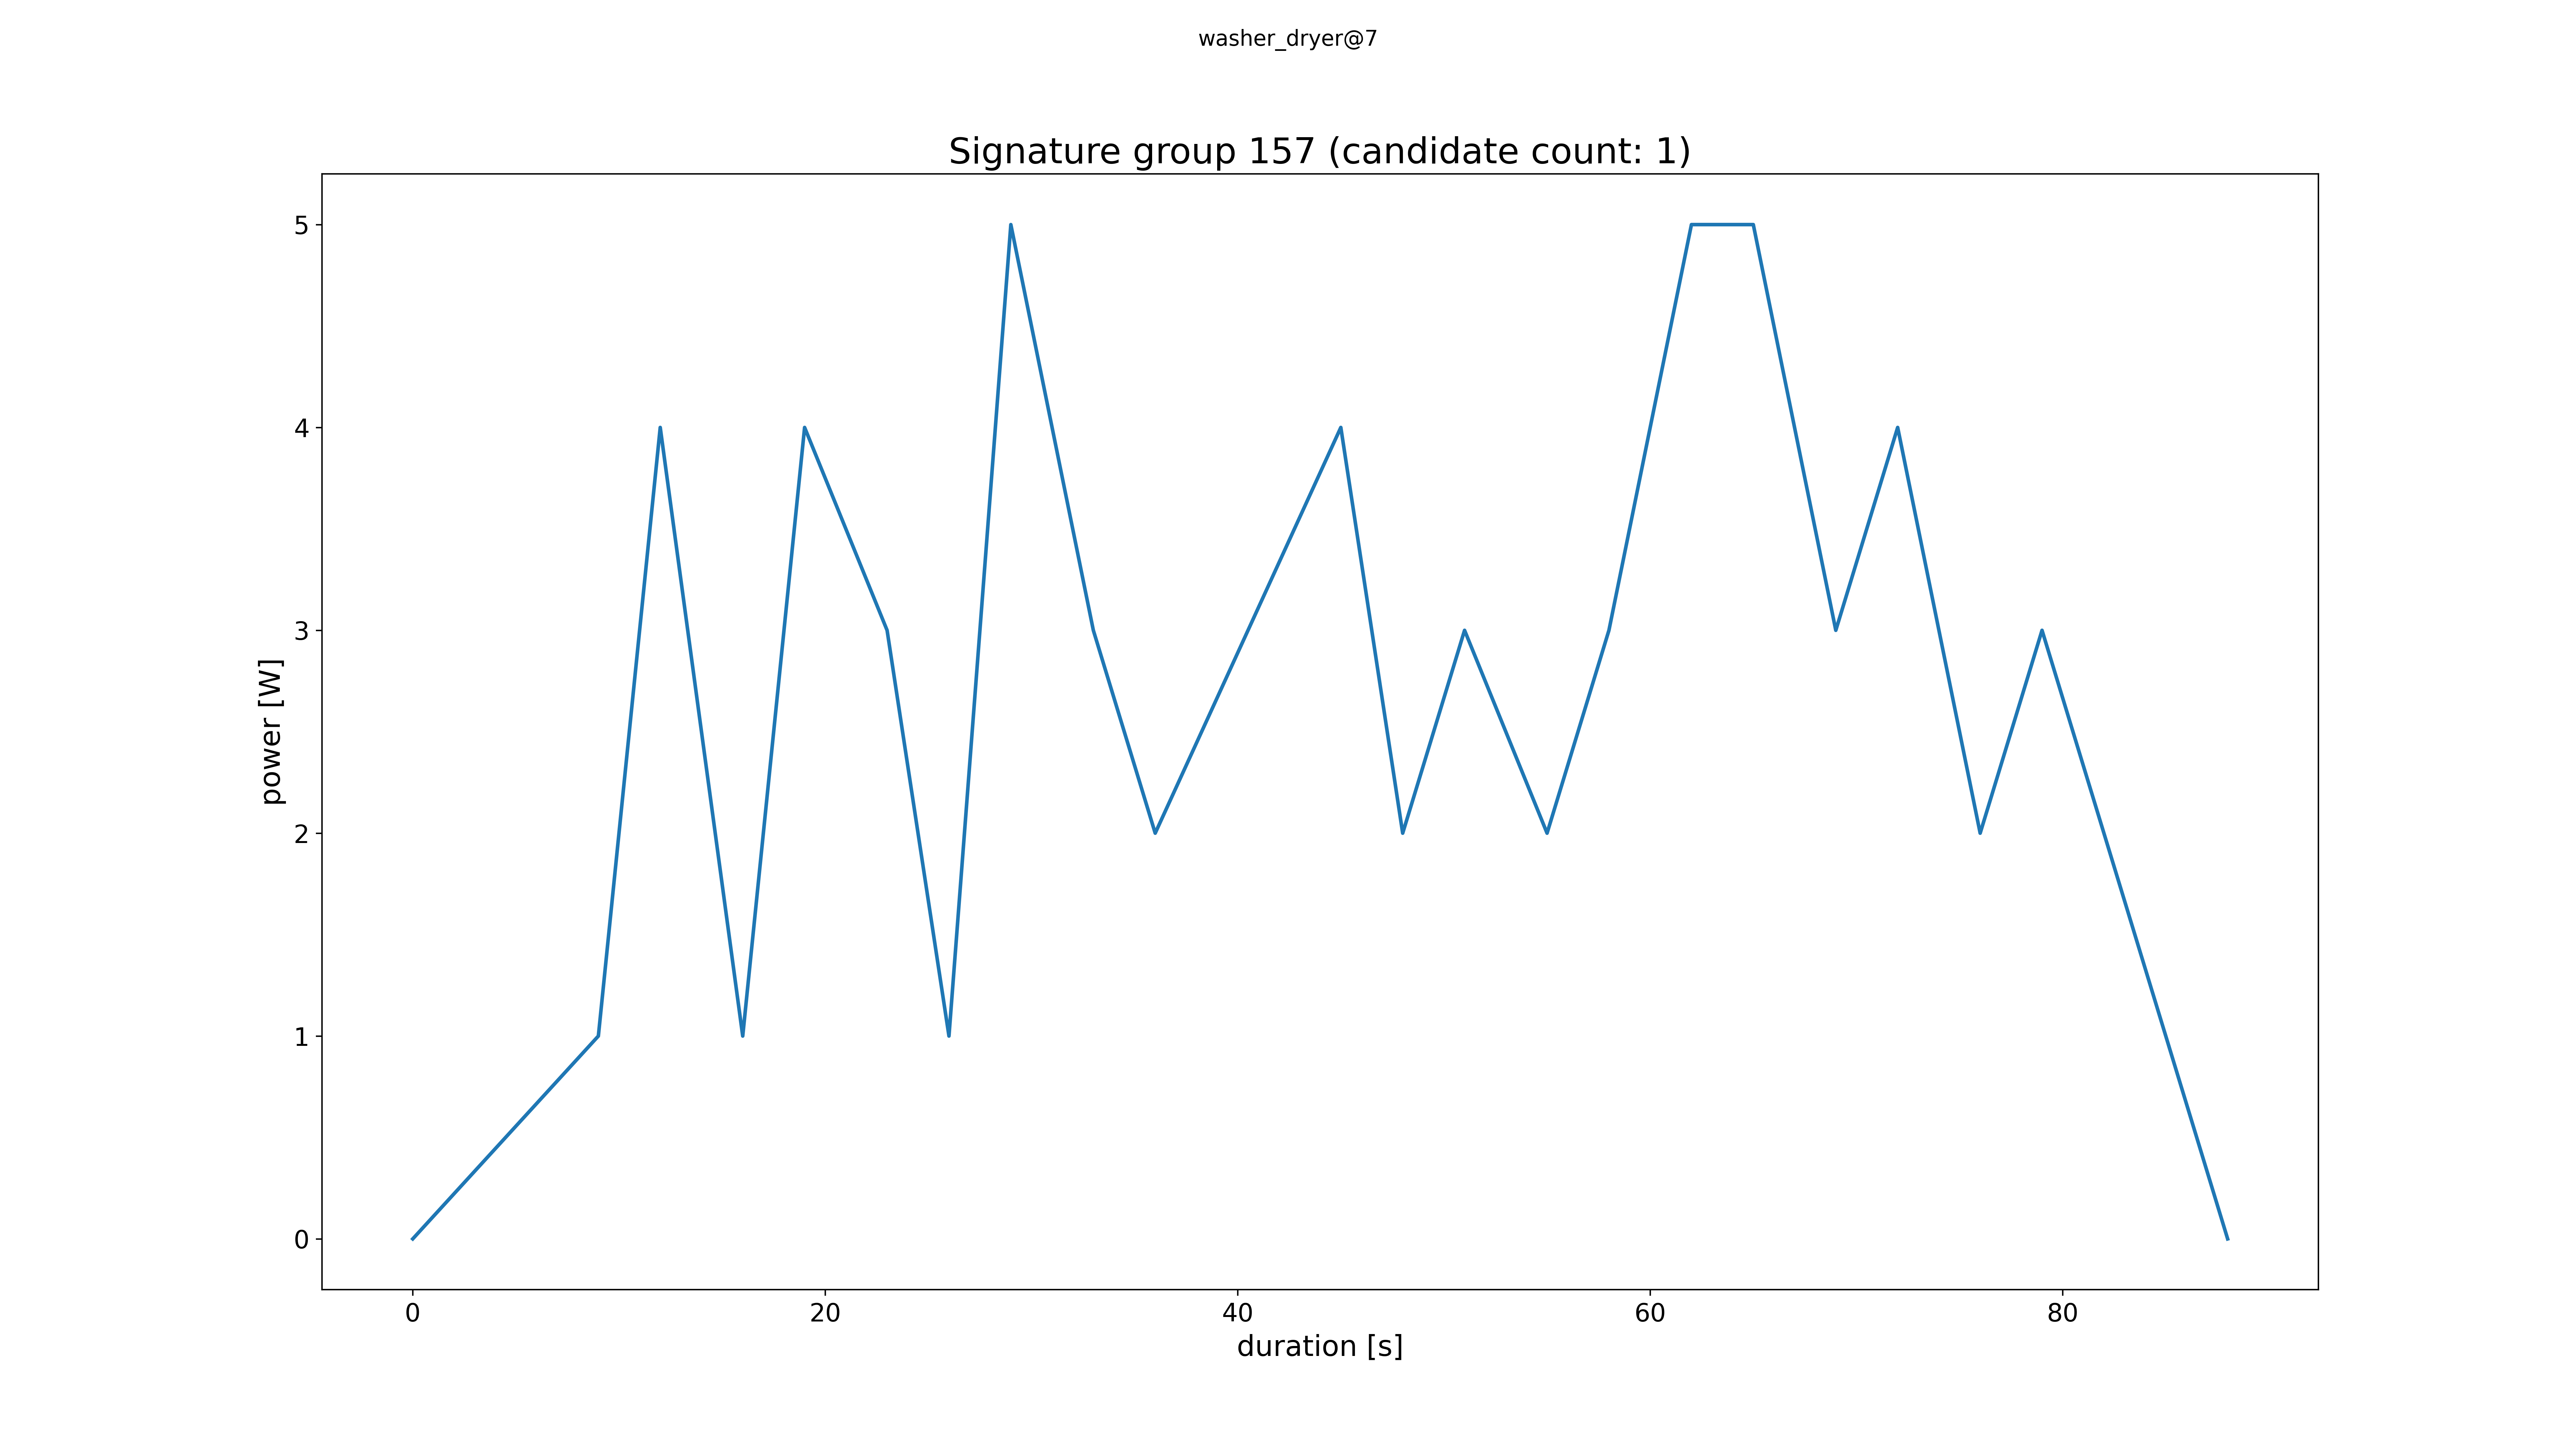 washer_dryer@7
Signature group 157 (candidate count: 1)
5
4
3
2
1
0
power [W]
0 20 40 60 80
duration [s]